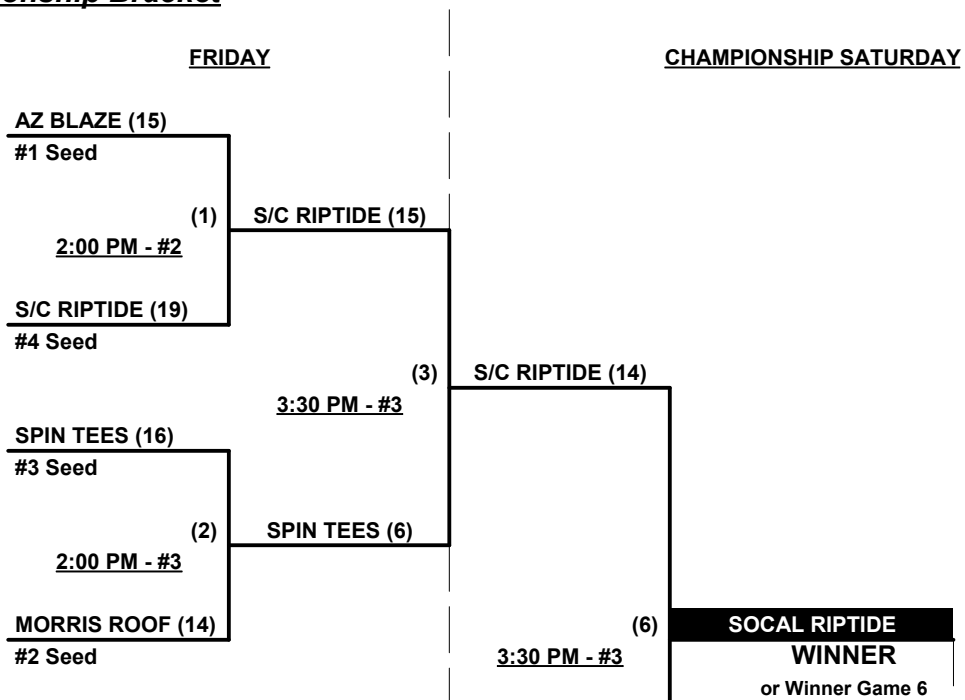 FRIDAY
CHAMPIONSHIP SATURDAY
AZ BLAZE (15)
#1 Seed
(1)
S/C RIPTIDE (15)
2:00 PM - #2
S/C RIPTIDE (19)
#4 Seed
(3)
S/C RIPTIDE (14)
3:30 PM - #3
SPIN TEES (16)
#3 Seed
(2)
SPIN TEES (6)
2:00 PM - #3
MORRIS ROOF (14)
#2 Seed
(6)
SOCAL RIPTIDE
3:30 PM - #3
WINNER
or Winner Game 6